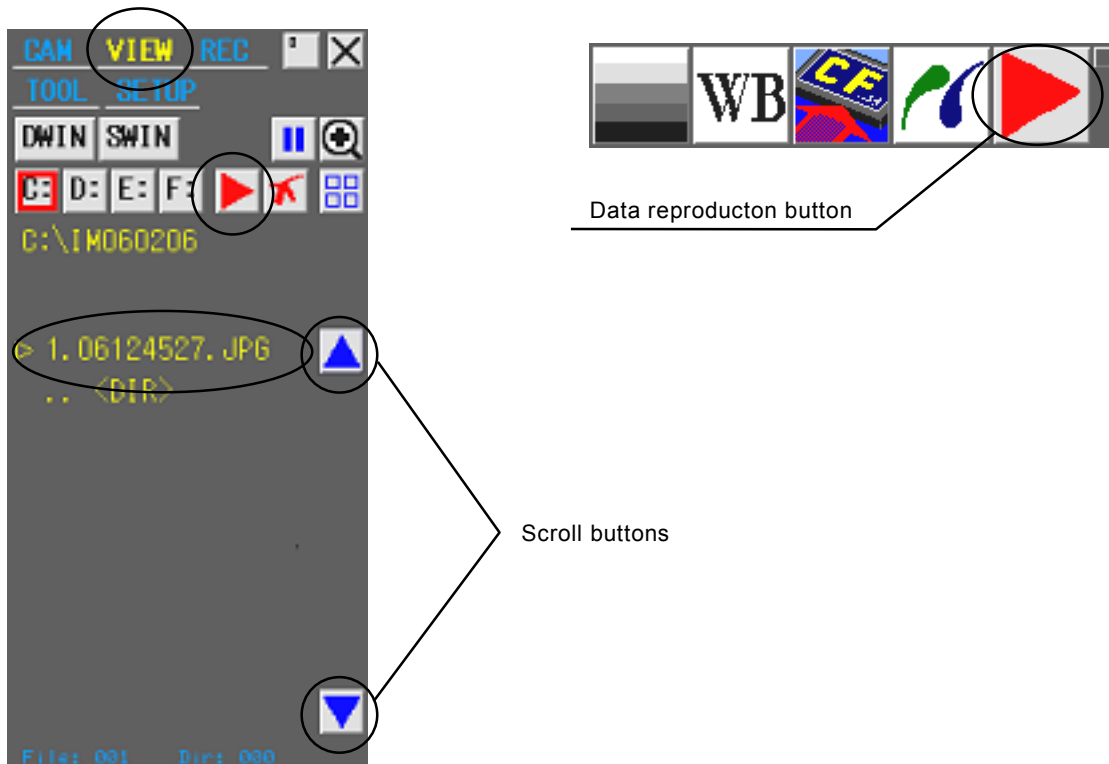 CAM VIEW REC
TOOL SETUP
DWIN SWIN
C: D: E: F:
C:\IM060206
> 1.06124527.JPG
.. <DIR>
File: 001 Dir: 000
WB CF
Data reproducton button
Scroll buttons